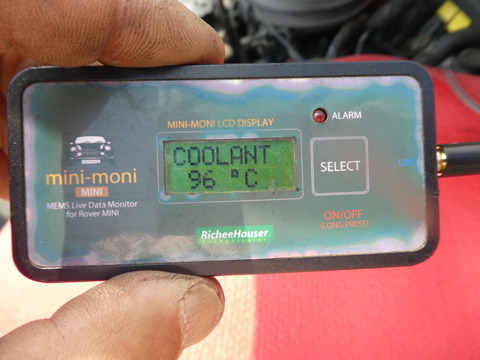 MINI-MONI LCD DISPLAY
ALARM
COOLANT
96 °C
SELECT
mini-moni
MINI
MEMS Live Data Monitor
for Rover MINI
ON/OFF
(LONG PRESS)
RicheeHauser
Technologies